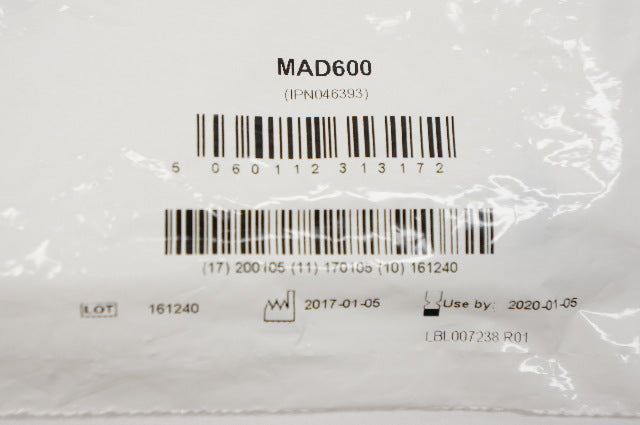 MAD600
(IPN046393)
5 060112 313172
(17) 200105 (11) 170105 (10) 161240
LOT 161240 2017-01-05 Use by: 2020-01-05
LBL007238 R01